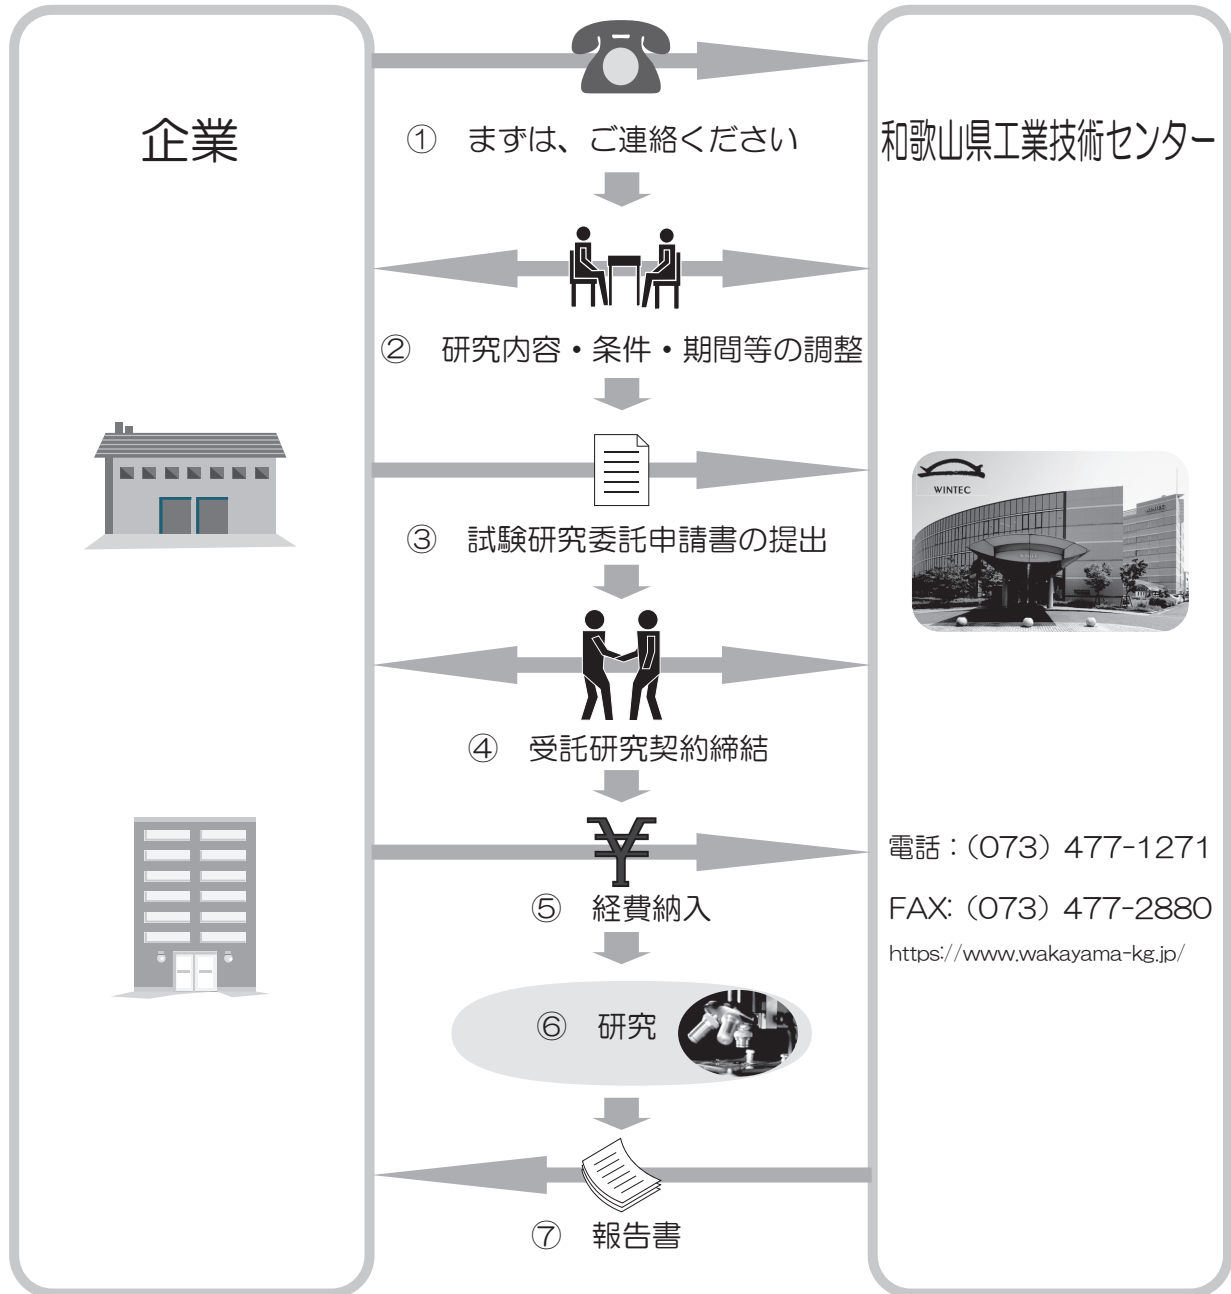 企業
和歌山県工業技術センター
① まずは、ご連絡ください
② 研究内容・条件・期間等の調整
③ 試験研究委託申請書の提出
WINTEC
④ 受託研究契約締結
⑤ 経費納入
電話：(073) 477-1271
FAX: (073) 477-2880
https://www.wakayama-kg.jp/
⑥ 研究
⑦ 報告書